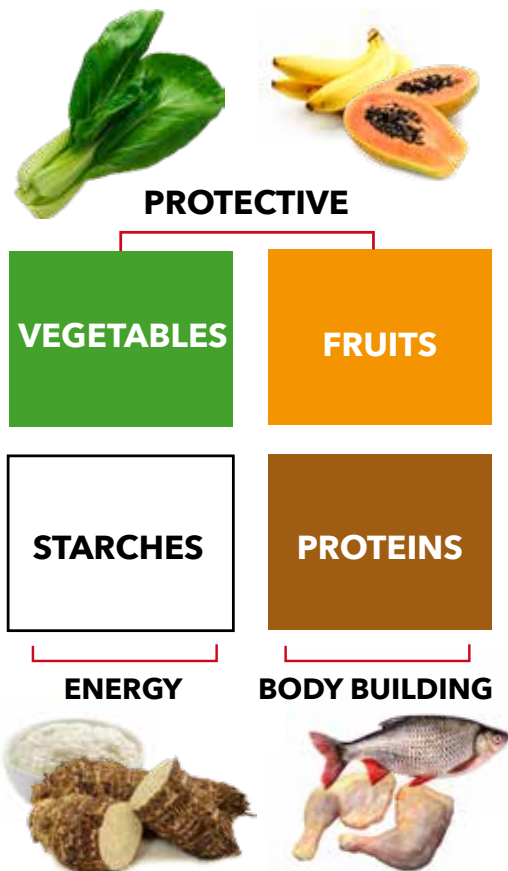 PROTECTIVE
VEGETABLES
FRUITS
STARCHES
PROTEINS
ENERGY
BODY BUILDING